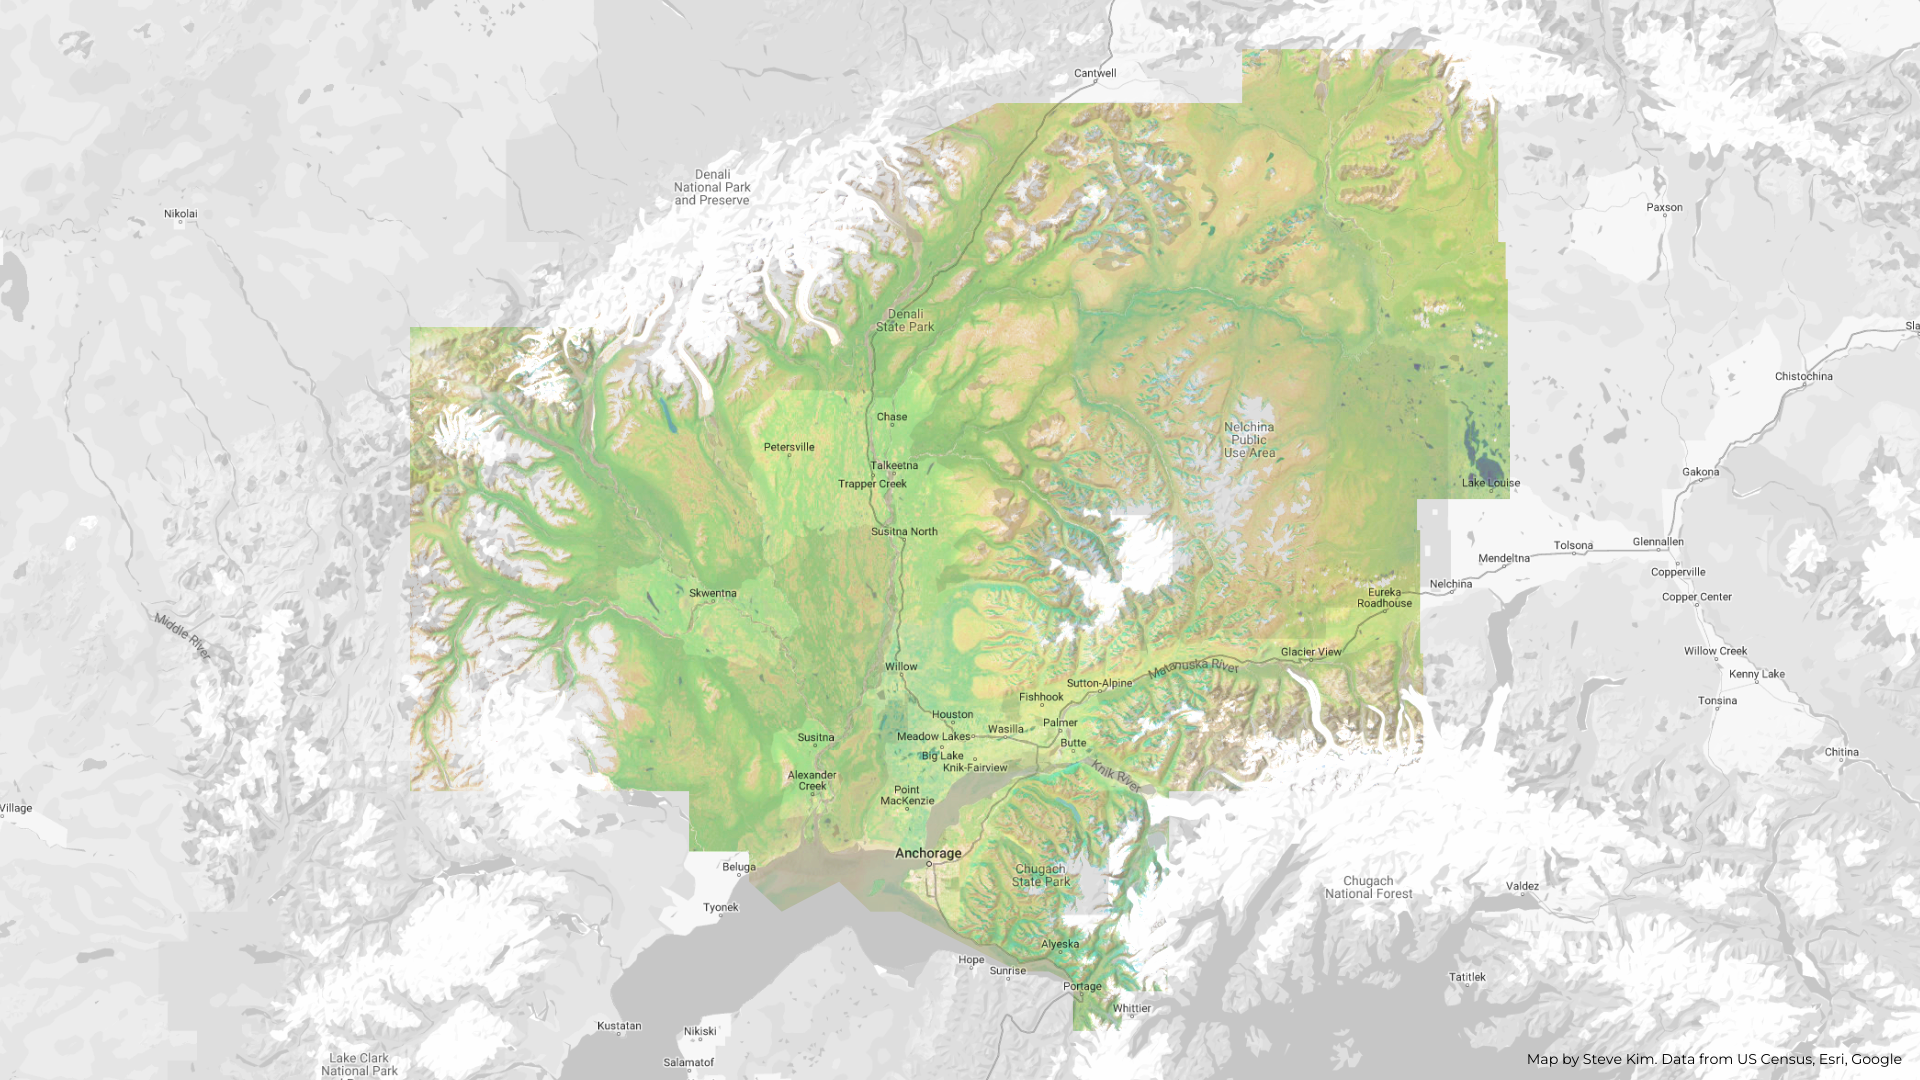 Cantwell
Denali
National Park
and Preserve
Nikolai
Paxson
Denali
State Park
Sla
Chistochina
Chase
Nelchina
Public
Use Area
Petersville
Talkeetna
Trapper Creek
Gakona
Lake Louise
Susitna North
Glennallen
Tolsona
Mendeltna
Copperville
Nelchina
Skwentna
Eureka
Roadhouse
Copper Center
Middle River
Glacier View
Willow Creek
Willow
Matanuska River
Kenny Lake
Sutton-Alpine
Fishhook
Tonsina
Houston
Palmer
Wasilla
Meadow Lakes
Susitna
Butte
Chitina
Big Lake
Knik-Fairview
Knik River
Alexander
Creek
Point
MacKenzie
Village
Anchorage
Beluga
Chugach
State Park
Chugach
National Forest
Valdez
Tyonek
Alyeska
Hope
Sunrise
Tatitlek
Portage
Whittier
Kustatan
Nikiski
Lake Clark
National Park
Salamatof
Map by Steve Kim. Data from US Census, Esri, Google